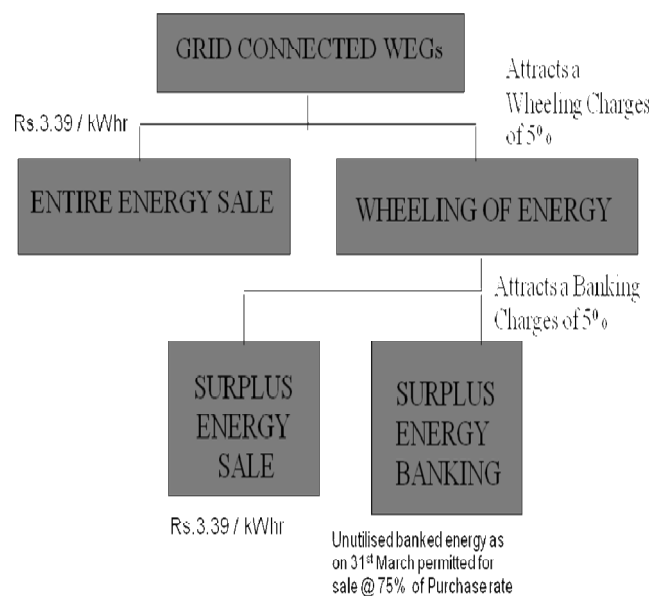 GRID CONNECTED WEGs
Attracts a
Wheeling Charges
of 5%
Rs.3.39 / kWhr
ENTIRE ENERGY SALE
WHEELING OF ENERGY
Attracts a Banking
Charges of 5%
SURPLUS
ENERGY
SALE
SURPLUS
ENERGY
BANKING
Rs.3.39 / kWhr
Unutilised banked energy as
on 31st March permitted for
sale @ 75% of Purchase rate